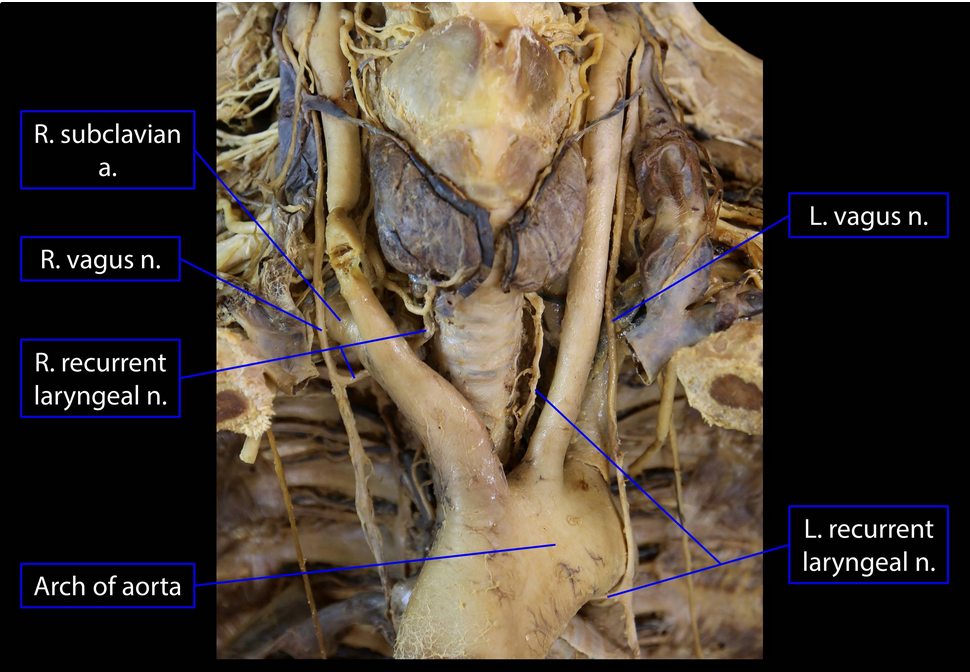 R. subclavian
a.
R. vagus n.
R. recurrent
laryngeal n.
Arch of aorta
L. vagus n.
L. recurrent
laryngeal n.